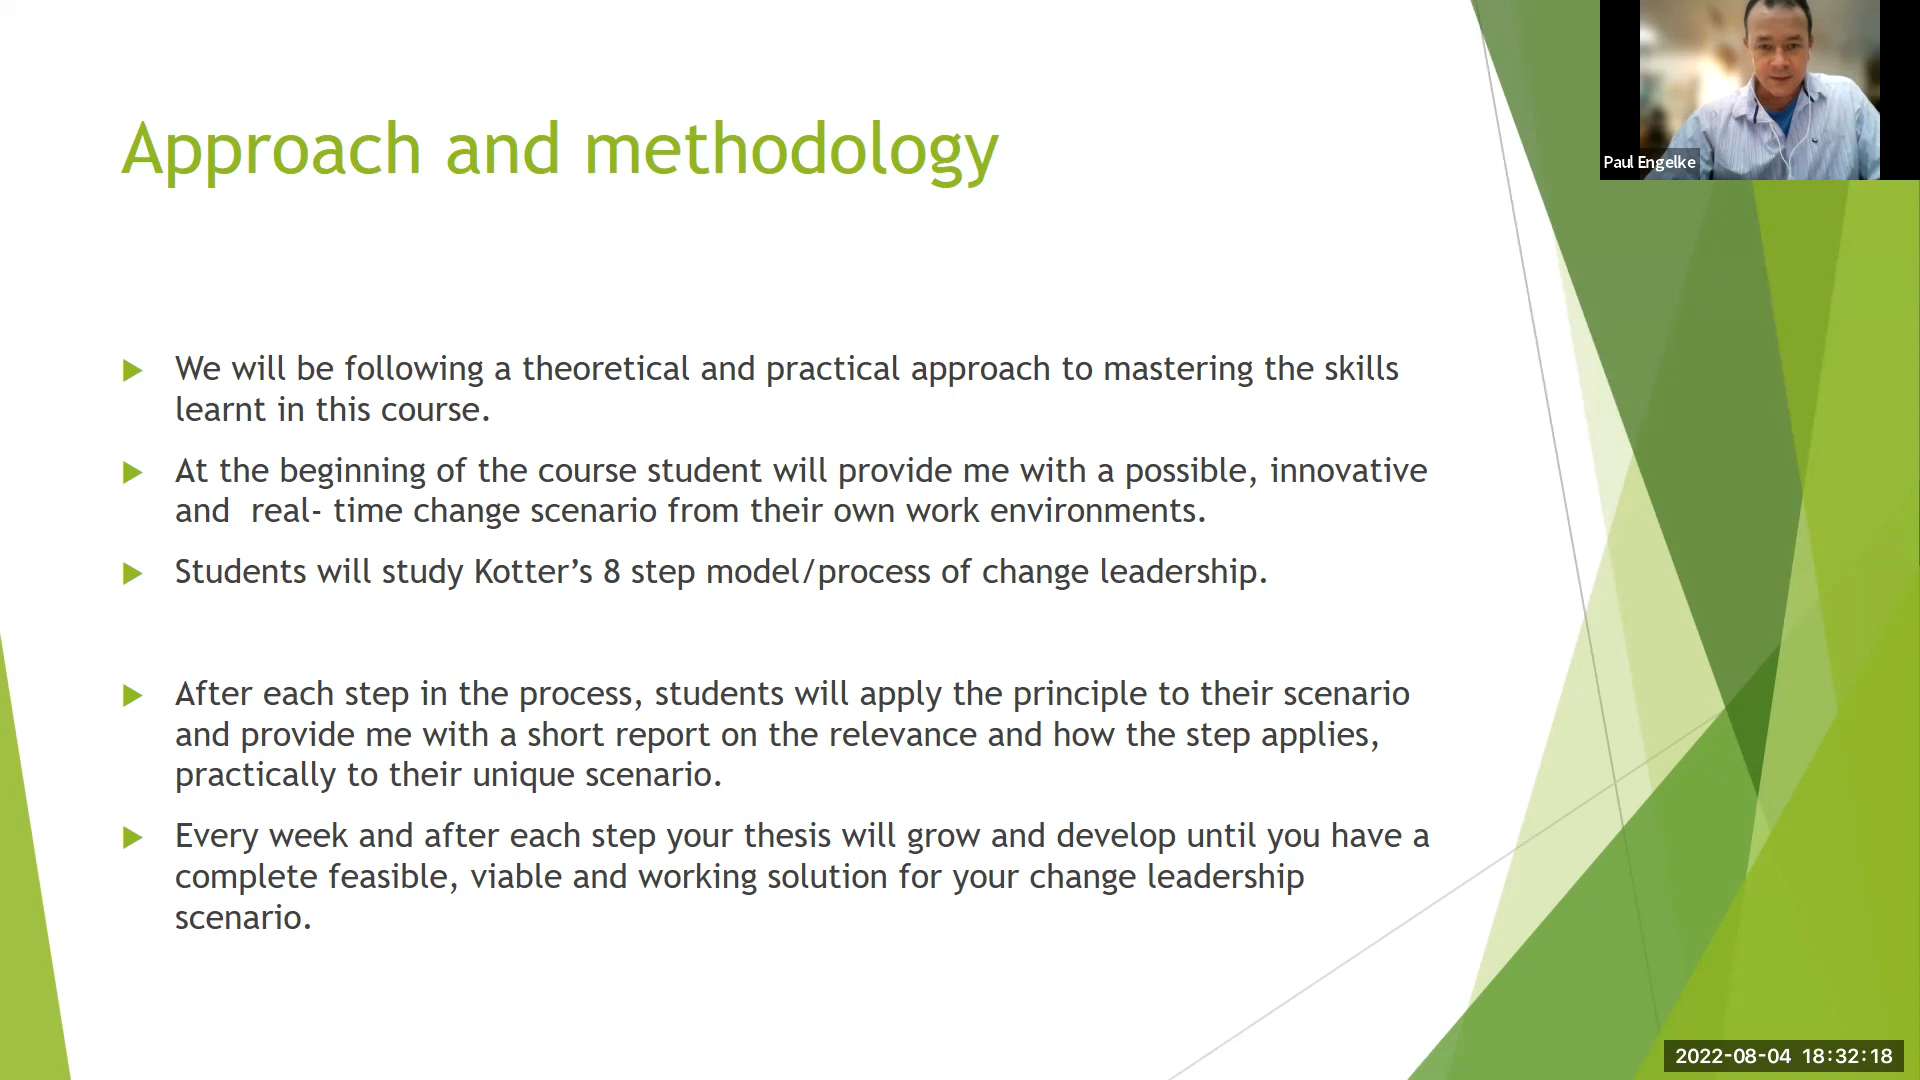 Approach and methodology
Paul Engelke
We will be following a theoretical and practical approach to mastering the skills
learnt in this course.
At the beginning of the course student will provide me with a possible, innovative
and  real- time change scenario from their own work environments.
Students will study Kotter’s 8 step model/process of change leadership.
After each step in the process, students will apply the principle to their scenario
and provide me with a short report on the relevance and how the step applies,
practically to their unique scenario.
Every week and after each step your thesis will grow and develop until you have a
complete feasible, viable and working solution for your change leadership
scenario.
2022-08-04 18:32:18